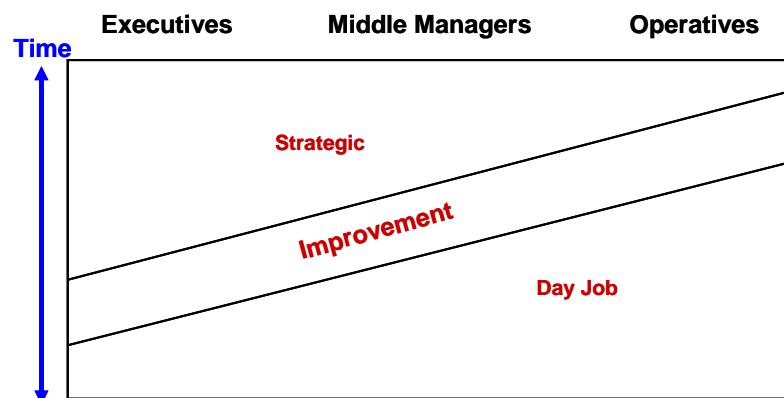 Executives Middle Managers Operatives
Time
Strategic
Improvement
Day Job